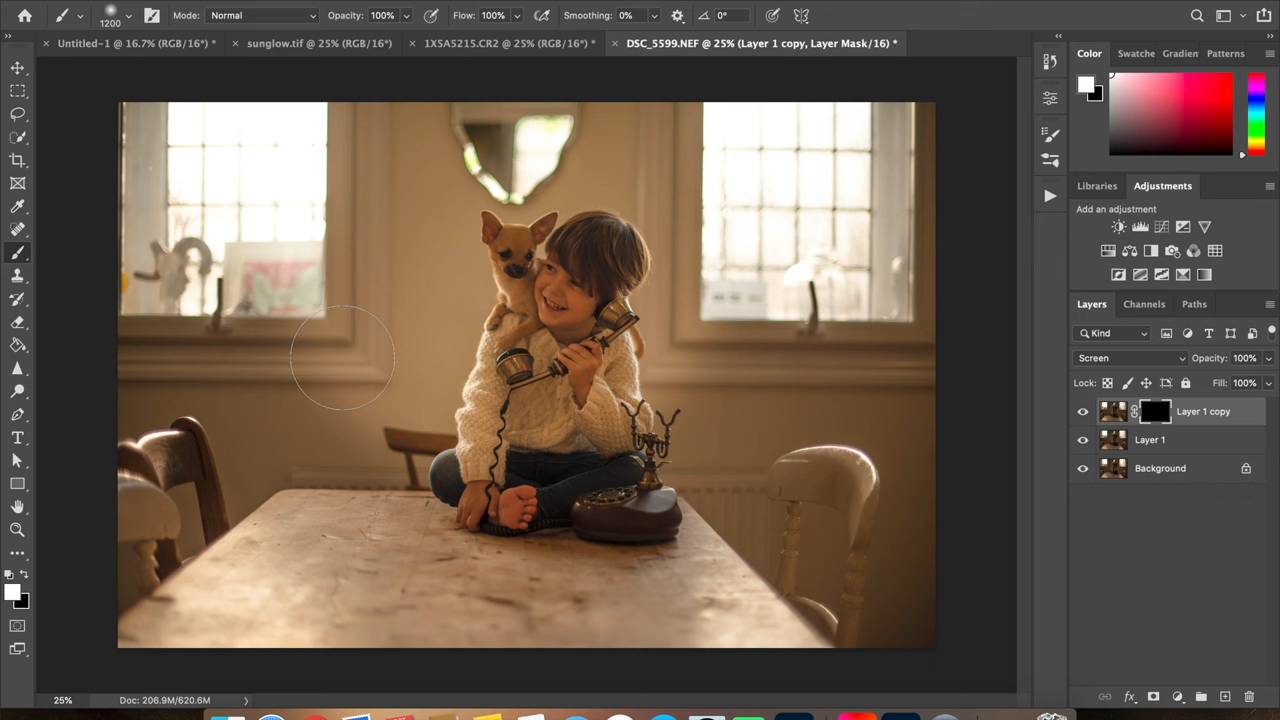 1200
Mode: Normal
Opacity: 100%
Flow: 100%
Smoothing: 0%
0°
Untitled-1 @ 16.7% (RGB/16*) *
sunglow.tif @ 25% (RGB/16*)
1X5A5215.CR2 @ 25% (RGB/16*) *
DSC_5599.NEF @ 25% (Layer 1 copy, Layer Mask/16) *
Color
Swatche
Gradien
Patterns
Libraries
Adjustments
Add an adjustment
Layers
Channels
Paths
Kind
Screen
Opacity: 100%
Lock:
Fill: 100%
Layer 1 copy
Layer 1
Background
25%
Doc: 206.9M/620.6M
fx